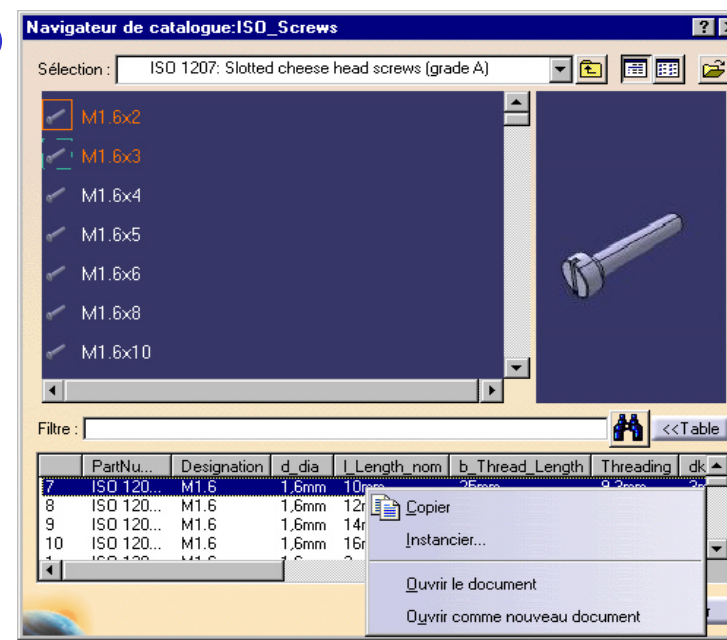 Navigateur de catalogue:ISO_Screws
Sélection : ISO 1207: Slotted cheese head screws (grade A)
M1.6x2
M1.6x3
M1.6x4
M1.6x5
M1.6x6
M1.6x8
M1.6x10
Filtre : <<Table
PartNu... Designation d_dia l_Length_nom b_Thread_Length Threading dk
7 ISO 120... M1.6 1,6mm 10mm 25mm 9,2mm
8 ISO 120... M1.6 1,6mm
9 ISO 120... M1.6 1,6mm
10 ISO 120... M1.6 1,6mm
Copier
Instancier...
Ouvrir le document
Ouvrir comme nouveau document